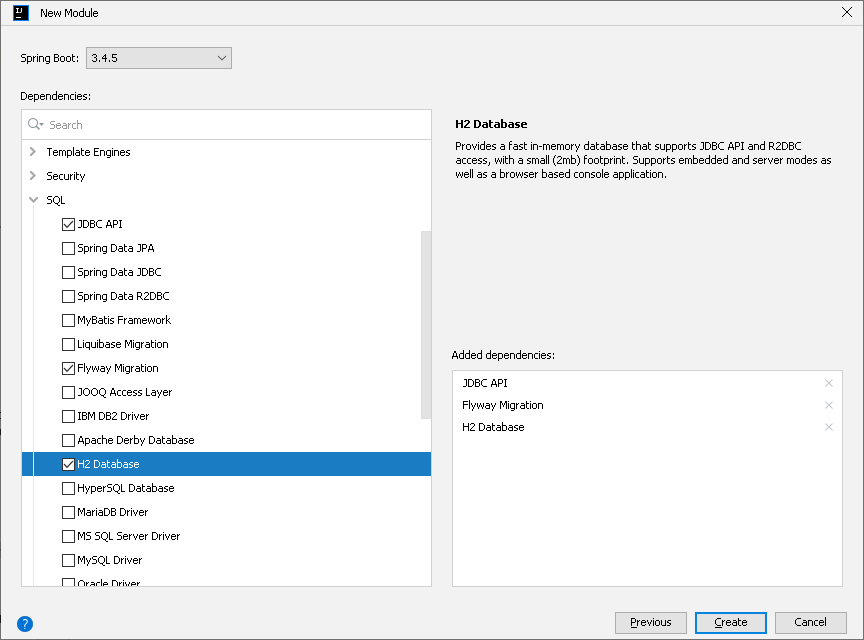 New Module
Spring Boot: 3.4.5
Dependencies:
Search
Template Engines
Security
SQL
JDBC API
Spring Data JPA
Spring Data JDBC
Spring Data R2DBC
MyBatis Framework
Liquibase Migration
Flyway Migration
JOOQ Access Layer
IBM DB2 Driver
Apache Derby Database
H2 Database
HyperSQL Database
MariaDB Driver
MS SQL Server Driver
MySQL Driver
Oracle Driver
H2 Database
Provides a fast in-memory database that supports JDBC API and R2DBC
access, with a small (2mb) footprint. Supports embedded and server modes as
well as a browser based console application.
Added dependencies:
JDBC API
Flyway Migration
H2 Database
?
Previous
Create
Cancel